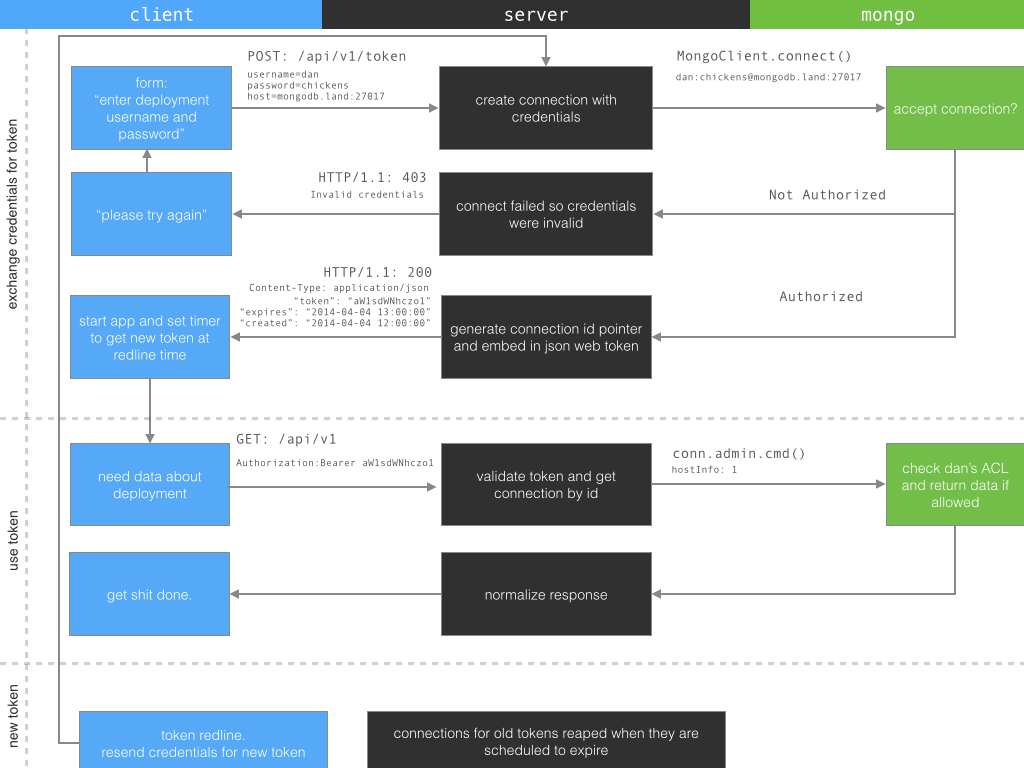 client
server
mongo
exchange credentials for token
form:
“enter deployment
username and
password”
POST: /api/v1/token
username=dan
password=chickens
host=mongodb.land:27017
create connection with
credentials
MongoClient.connect()
dan:chickens@mongodb.land:27017
accept connection?
“please try again”
HTTP/1.1: 403
Invalid credentials
connect failed so credentials
were invalid
Not Authorized
start app and set timer
to get new token at
redline time
HTTP/1.1: 200
Content-Type: application/json
"token": "aW1sdWNhczo1"
"expires": "2014-04-04 13:00:00"
"created": "2014-04-04 12:00:00"
generate connection id pointer
and embed in json web token
Authorized
use token
need data about
deployment
GET: /api/v1
Authorization:Bearer aW1sdWNhczo1
validate token and get
connection by id
conn.admin.cmd()
hostInfo: 1
check dan’s ACL
and return data if
allowed
get shit done.
normalize response
new token
token redline.
resend credentials for new token
connections for old tokens reaped when they are
scheduled to expire